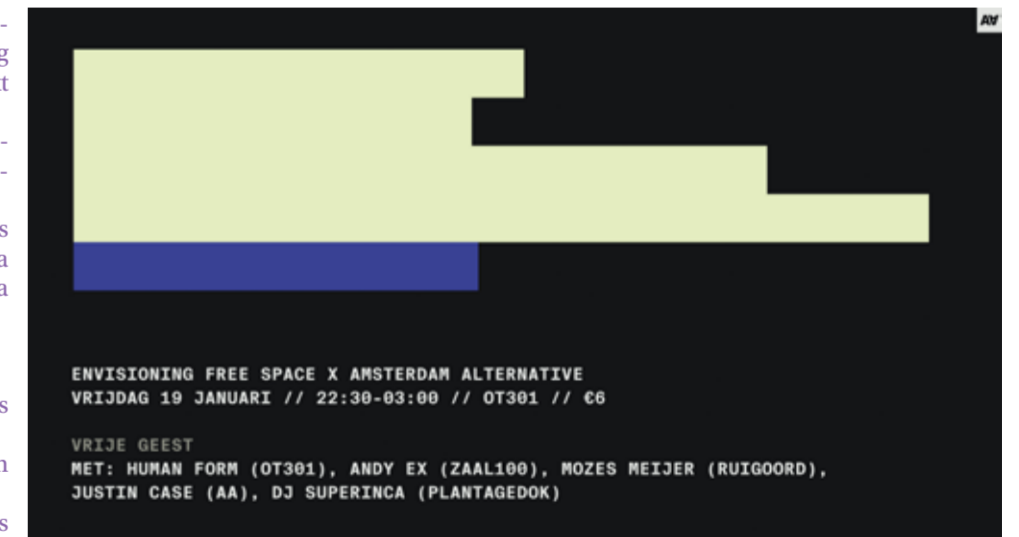 AA
ENVISIONING FREE SPACE X AMSTERDAM ALTERNATIVE
VRIJDAG 19 JANUARI // 22:30-03:00 // OT301 // €6
VRIJE GEEST
MET: HUMAN FORM (OT301), ANDY EX (ZAAL100), MOZES MEIJER (RUIGOORD),
JUSTIN CASE (AA), DJ SUPERINCA (PLANTAGEDOK)